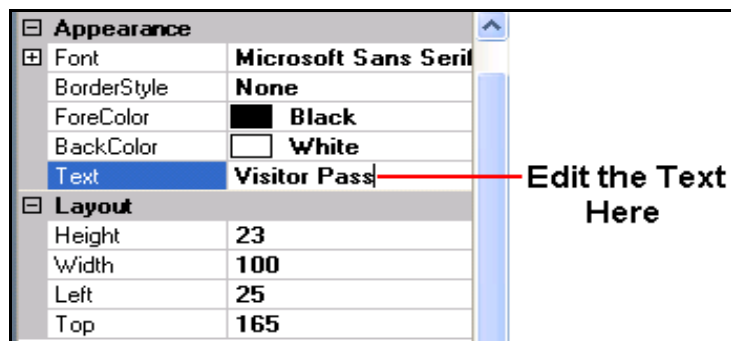 Appearance
Font Microsoft Sans Serif
BorderStyle None
ForeColor Black
BackColor White
Text Visitor Pass
Edit the Text
Here
Layout
Height 23
Width 100
Left 25
Top 165